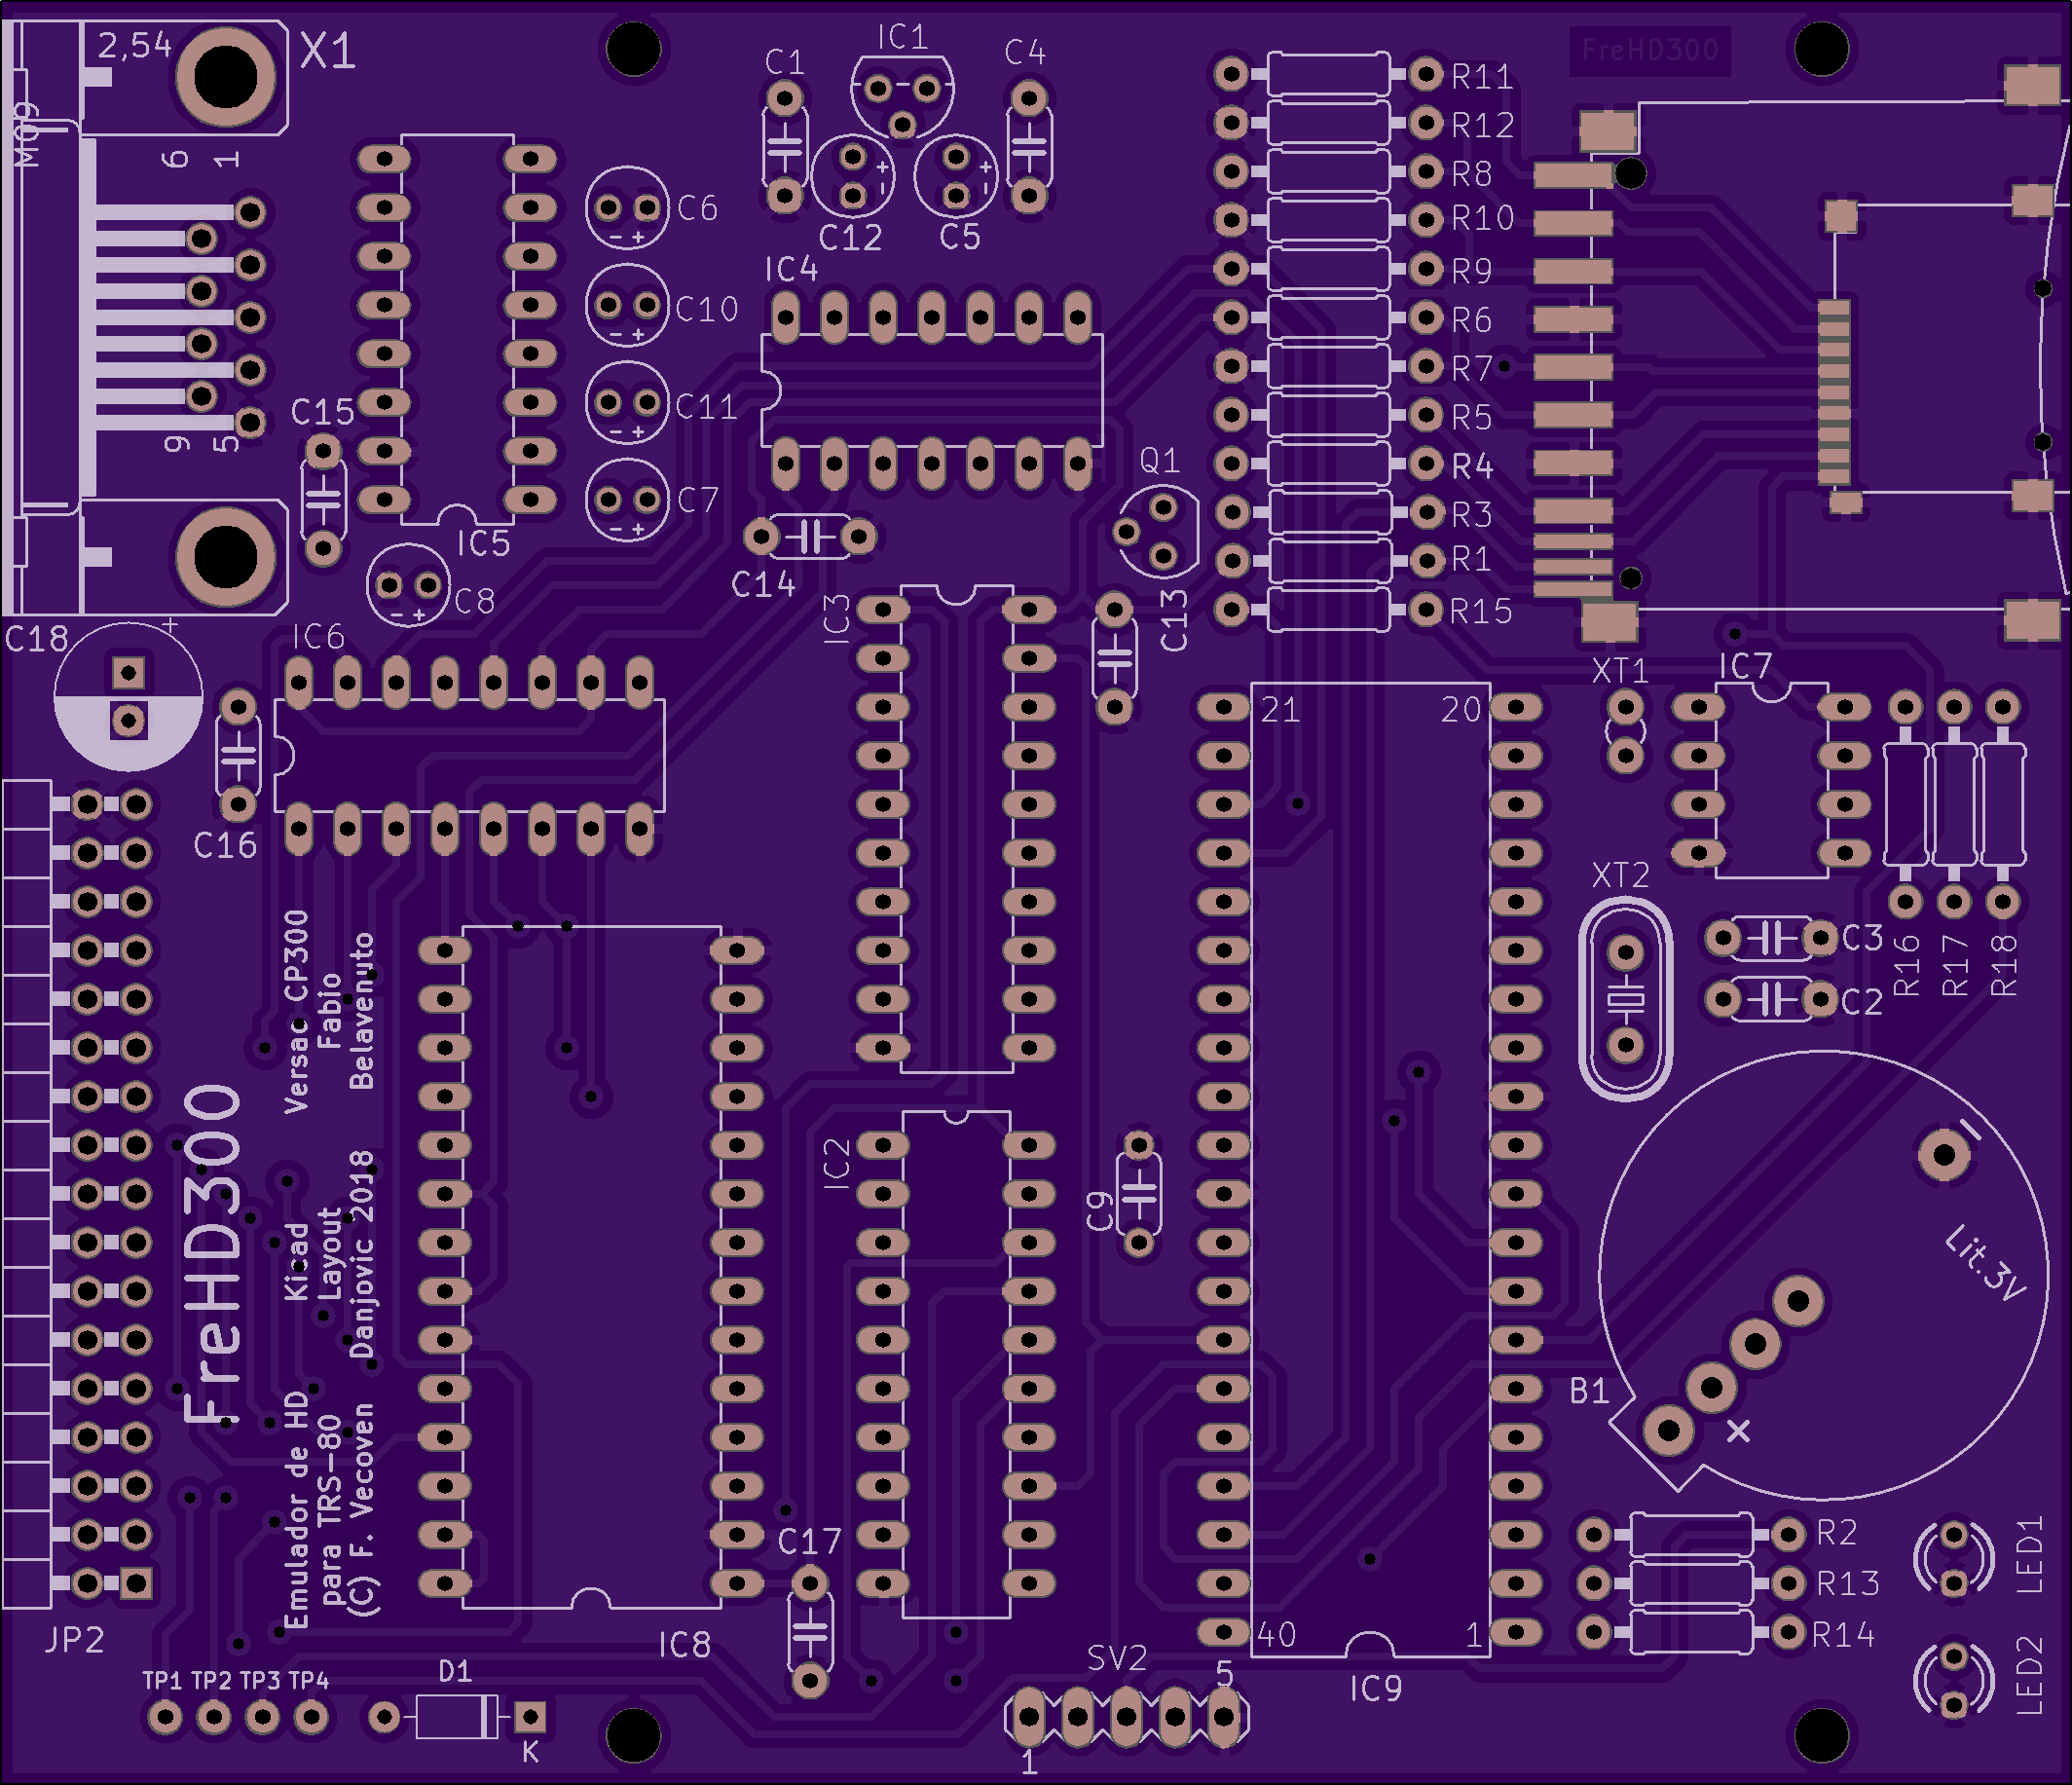 2,54
X1
IC1
C1
C4
FreHD300
R11
MO9
R12
6
1
R8
C6
C12
C5
R10
IC4
R9
C10
R6
R7
C15
C11
R5
9
5
Q1
R4
C7
R3
IC5
C14
R1
C8
IC3
C13
R15
C18
+
IC6
XT1
IC7
21
20
C16
XT2
C3
C2
R16
R17
R18
Versao CP300
Fabio
Belavenuto
FreHD300
Kicad
Layout
Danjovic 2018
Emulador de HD
para TRS-80
(C) F. Vecoven
IC2
C9
Lit.3V
B1
C17
R2
R13
R14
LED1
LED2
JP2
IC8
40
1
SV2
5
IC9
TP1 TP2 TP3 TP4
D1
K
1